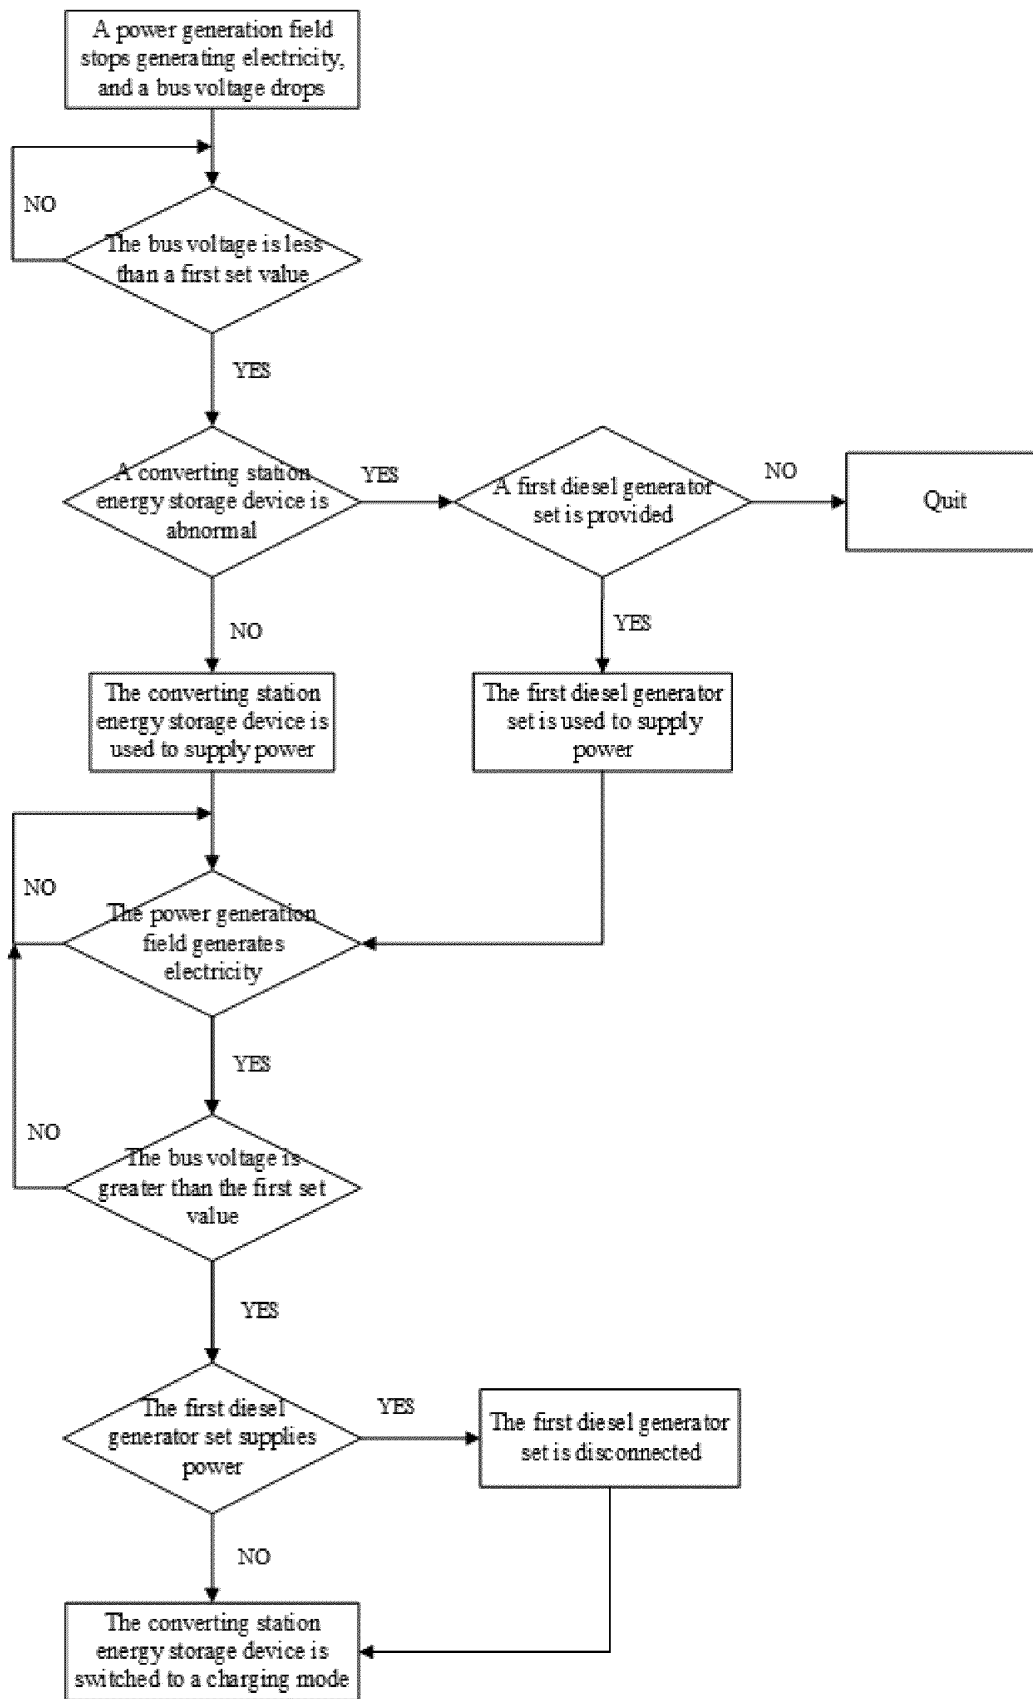 A power generation field
stops generating electricity,
and a bus voltage drops
NO
The bus voltage is less
than a first set value
YES
A converting station
energy storage device is
abnormal
YES
A first diesel generator
set is provided
NO
Quit
NO
YES
The converting station
energy storage device is
used to supply power
The first diesel generator
set is used to supply
power
NO
The power generation
field generates
electricity
YES
NO
The bus voltage is
greater than the first set
value
YES
The first diesel
generator set supplies
power
YES
The first diesel generator
set is disconnected
NO
The converting station
energy storage device is
switched to a charging mode